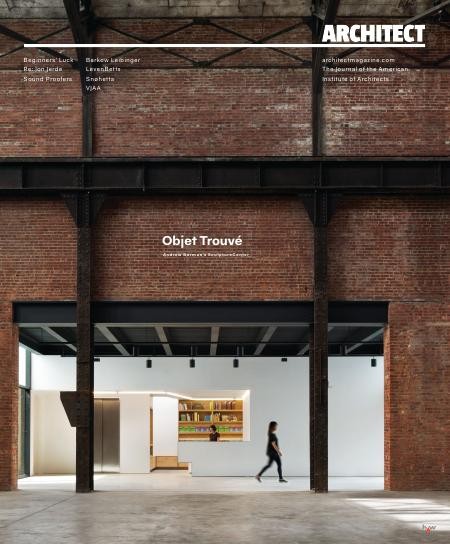 ARCHITECT
Beginners' Luck
Re: Jon Jerde
Sound Proofers
Barkow Leibinger
LevenBetts
Snøhetta
VJAA
architectmagazine.com
The Journal of the American
Institute of Architects
Objet Trouvé
Andrew Berman's SculptureCenter